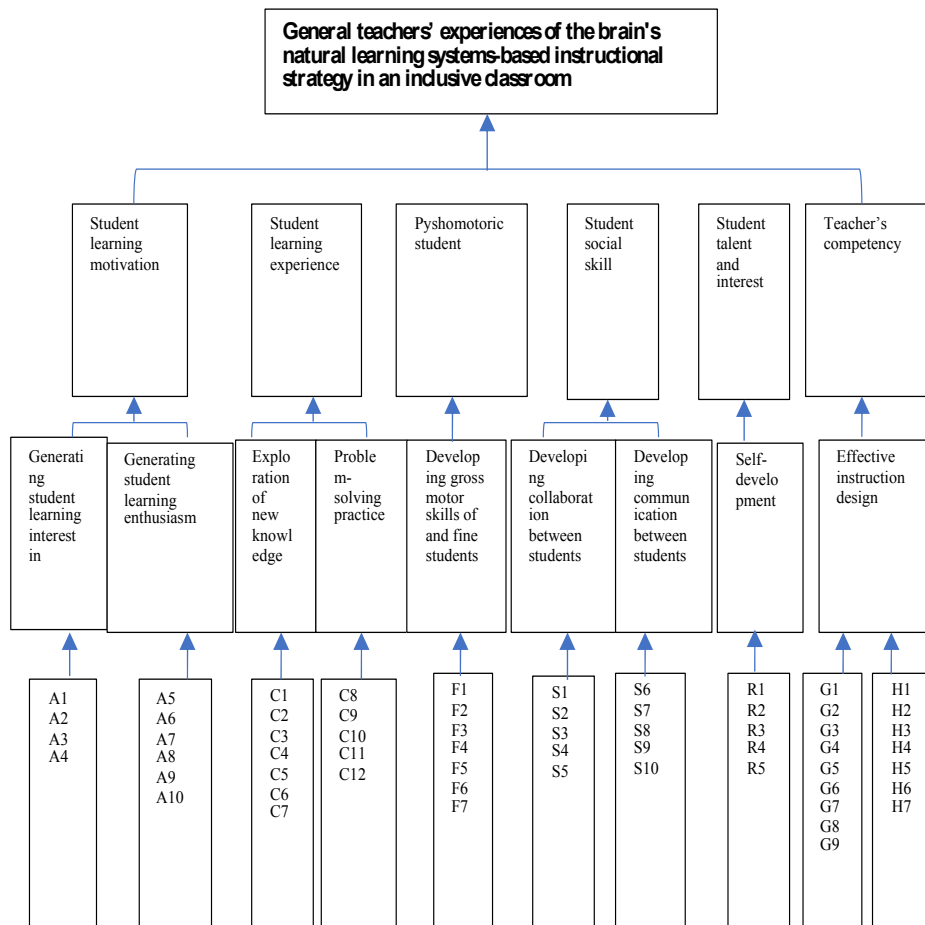 General teachers’ experiences of the brain's
natural learning systems-based instructional
strategy in an inclusive classroom
Student
learning
motivation
Student
learning
experience
Pyshomotoric
student
Student
social
skill
Student
talent
and
interest
Teacher’s
competency
Generati
ng
student
learning
interest
in
Generating
student
learning
enthusiasm
Explorati
on of
new
knowl
edge
Proble
m-
solving
practice
Develop
ing gross
motor
skills of
and fine
students
Developi
ng
collaborat
ion
between
students
Develop
ing
commun
ication
between
students
Self-
develo
pment
Effective
instruction
design
A1
A2
A3
A4
A5
A6
A7
A8
A9
A10
C1
C2
C3
C4
C5
C6
C7
C8
C9
C10
C11
C12
F1
F2
F3
F4
F5
F6
F7
S1
S2
S3
S4
S5
S6
S7
S8
S9
S10
R1
R2
R3
R4
R5
G1
G2
G3
G4
G5
G6
G7
G8
G9
H1
H2
H3
H4
H5
H6
H7